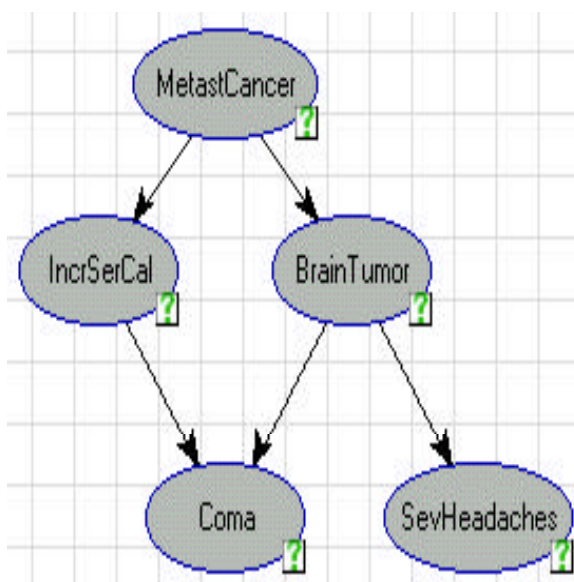 MetastCancer
?
IncrSerCal
BrainTumor
?
?
Coma
SevHeadaches
?
?